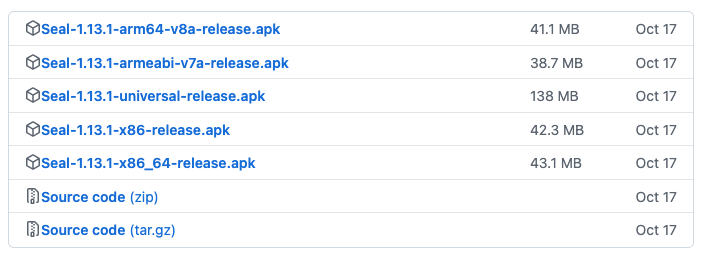 Seal-1.13.1-arm64-v8a-release.apk 41.1 MB Oct 17
Seal-1.13.1-armeabi-v7a-release.apk 38.7 MB Oct 17
Seal-1.13.1-universal-release.apk 138 MB Oct 17
Seal-1.13.1-x86-release.apk 42.3 MB Oct 17
Seal-1.13.1-x86_64-release.apk 43.1 MB Oct 17
Source code (zip) Oct 17
Source code (tar.gz) Oct 17